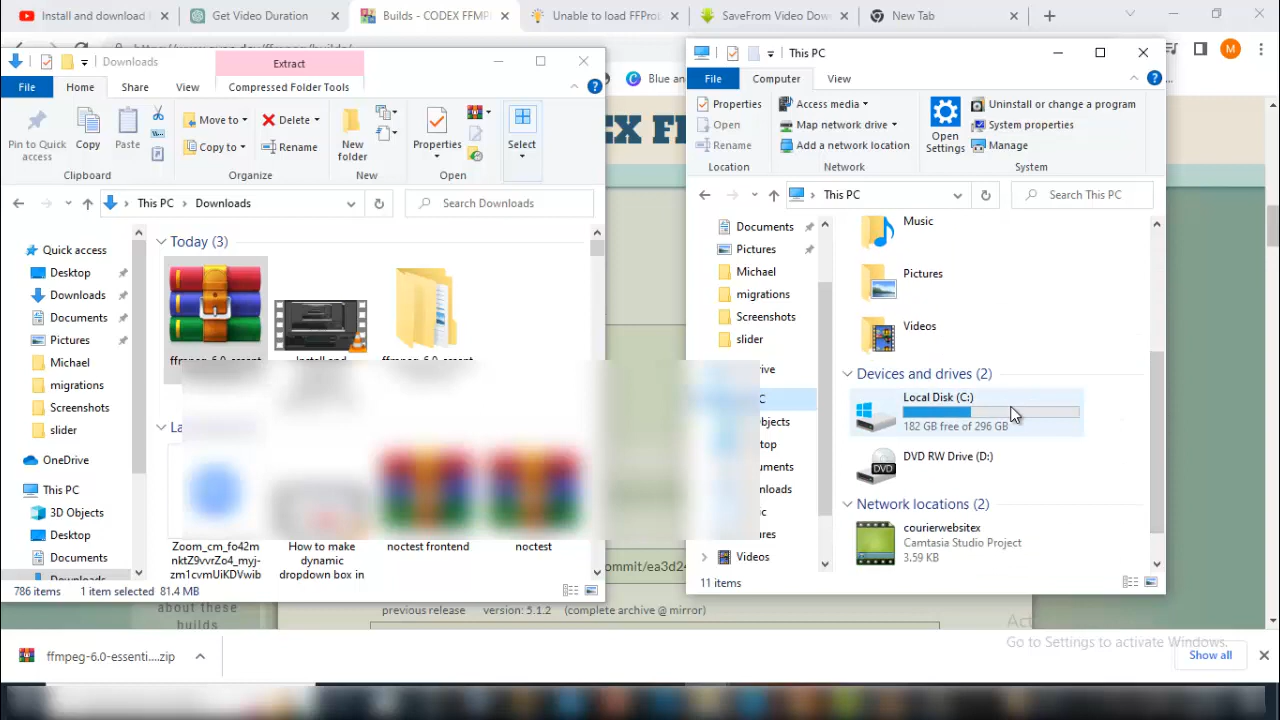 Install and download
Get Video Duration
Builds - CODEX FFMP
Unable to load FFProb
SaveFrom Video Dow
New Tab
M
Downloads
Extract
File
Home
Share
View
Compressed Folder Tools
Pin to Quick access
Copy
Paste
Move to
Copy to
Delete
Rename
New folder
Properties
Select
Clipboard
Organize
New
Open
This PC
Downloads
Search Downloads
Quick access
Desktop
Downloads
Documents
Pictures
Michael
migrations
Screenshots
slider
OneDrive
This PC
3D Objects
Desktop
Documents
Today (3)
Zoom_cm_fo42m
nktZ9vvrZo4_myj-
zm1cvmUiKDVwib
How to make
dynamic
dropdown box in
noctest frontend
noctest
786 items
1 item selected
81.4 MB
This PC
File
Computer
View
Properties
Open
Rename
Location
Access media
Map network drive
Add a network location
Network
Open Settings
Uninstall or change a program
System properties
Manage
System
This PC
Search This PC
Documents
Pictures
Michael
migrations
Screenshots
slider
Videos
Music
Pictures
Videos
Devices and drives (2)
Local Disk (C:)
182 GB free of 296 GB
DVD RW Drive (D:)
Network locations (2)
courierwebsitex
Camtasia Studio Project
3.59 KB
11 items
about these
builds
previous release
version: 5.1.2
(complete archive @ mirror)
Go to Settings to activate Windows.
ffmpeg-6.0-essenti....zip
Show all